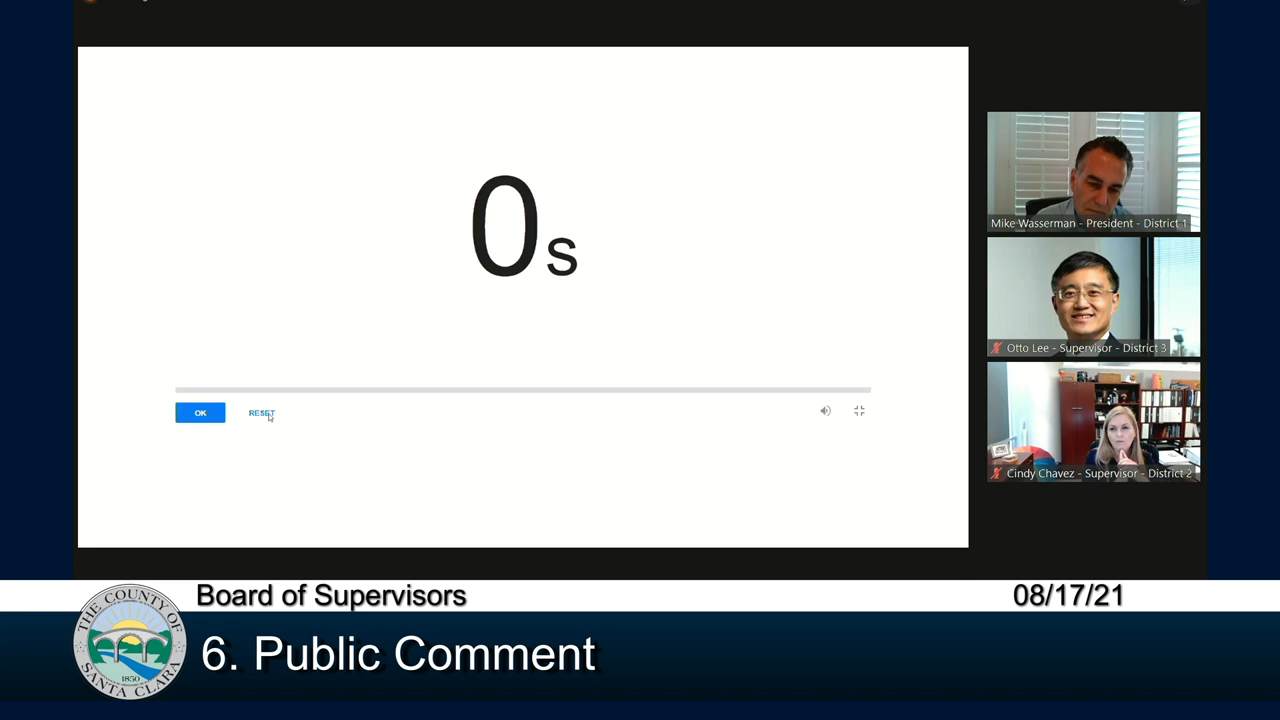 0s
OK
RESET
Mike Wasserman - President - District 1
Otto Lee - Supervisor - District 3
Cindy Chavez - Supervisor - District 2
Board of Supervisors
08/17/21
THE COUNTY OF
SANTA CLARA
1850
6. Public Comment